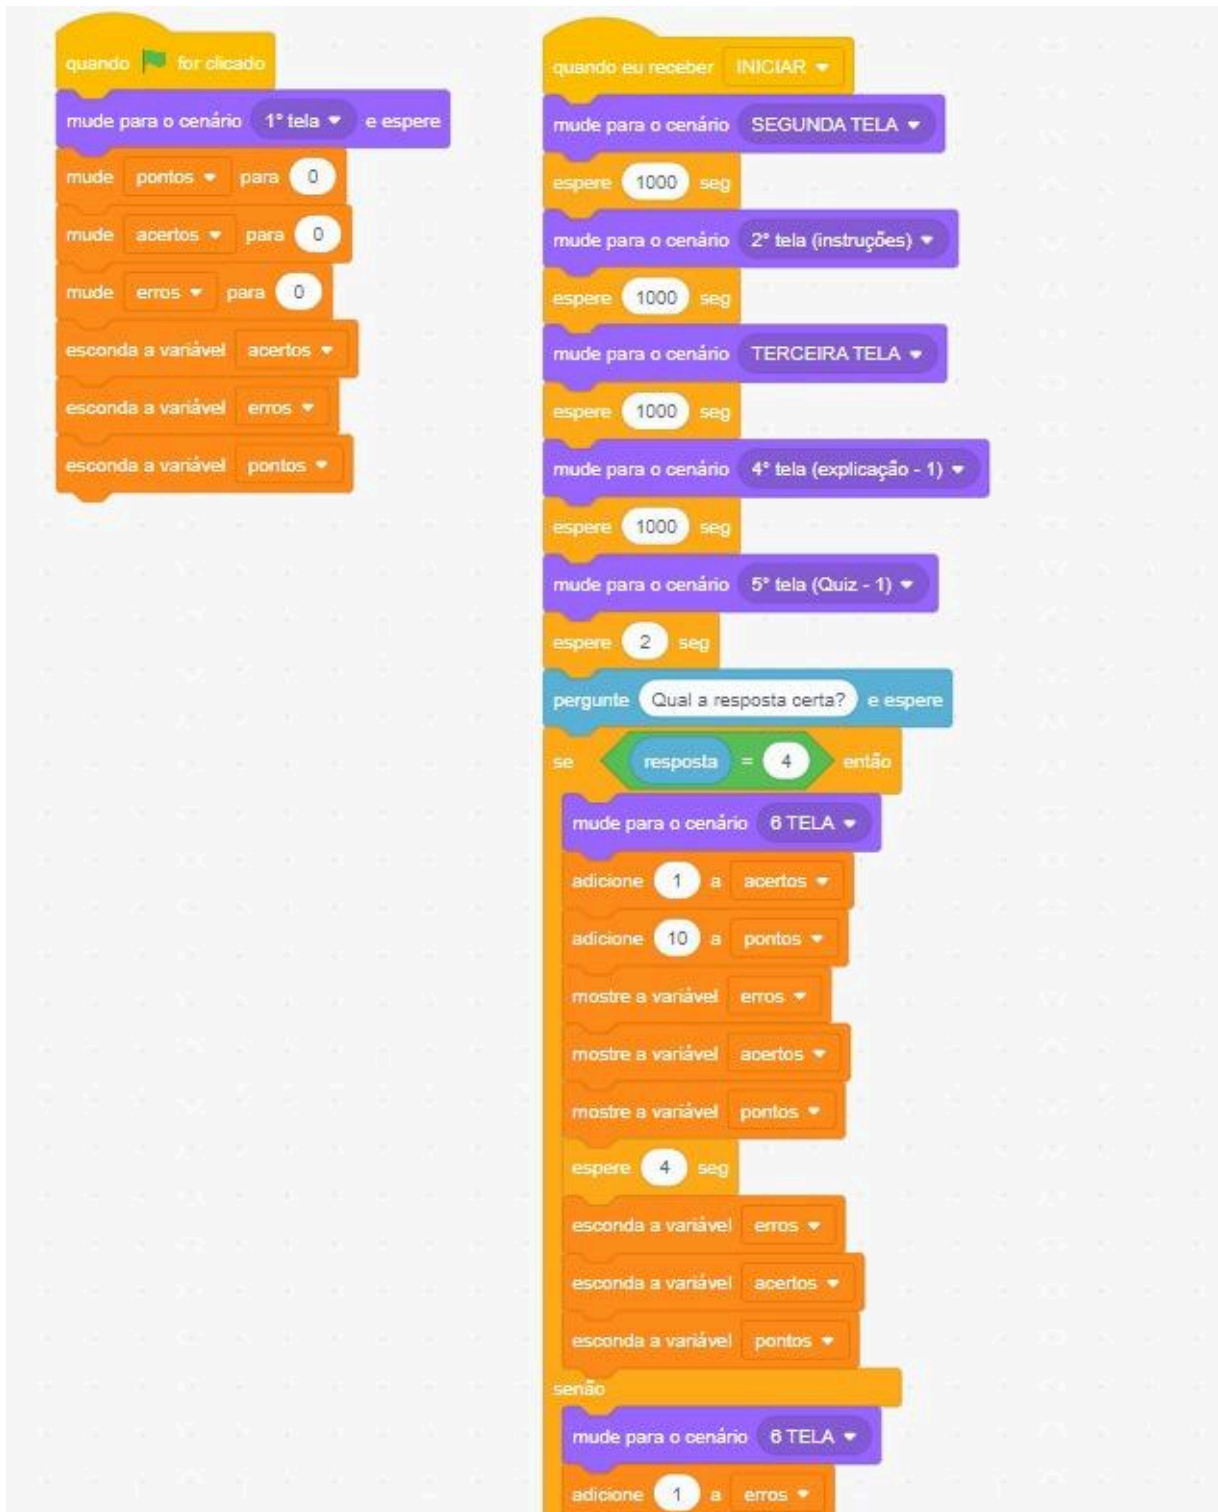 quando for clicado
mude para o cenário 1° tela e espere
mude pontos para 0
mude acertos para 0
mude erros para 0
esconda a variável acertos
esconda a variável erros
esconda a variável pontos
quando eu receber INICIAR
mude para o cenário SEGUNDA TELA
espere 1000 seg
mude para o cenário 2° tela (instruções)
espere 1000 seg
mude para o cenário TERCEIRA TELA
espere 1000 seg
mude para o cenário 4° tela (explicação - 1)
espere 1000 seg
mude para o cenário 5° tela (Quiz - 1)
espere 2 seg
pergunte Qual a resposta certa? e espere
se resposta = 4 então
mude para o cenário 6 TELA
adicione 1 a acertos
adicione 10 a pontos
mostre a variável erros
mostre a variável acertos
mostre a variável pontos
espere 4 seg
esconda a variável erros
esconda a variável acertos
esconda a variável pontos
senão
mude para o cenário 6 TELA
adicione 1 a erros